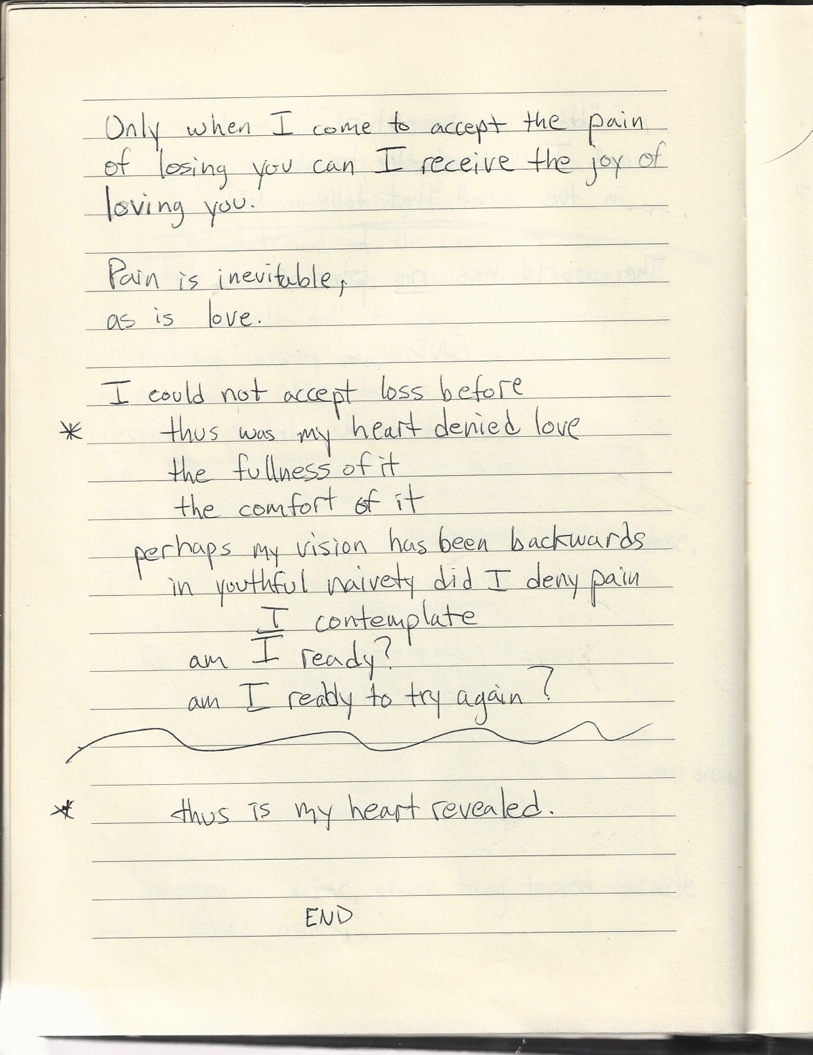 Only when I come to accept the pain
of losing you can I receive the joy of
loving you.
Pain is inevitable,
as is love.
I could not accept loss before
* thus was my heart denied love
the fullness of it
the comfort of it
perhaps my vision has been backwards
in youthful naivety did I deny pain
I contemplate
am I ready?
am I ready to try again?
* thus is my heart revealed.
END